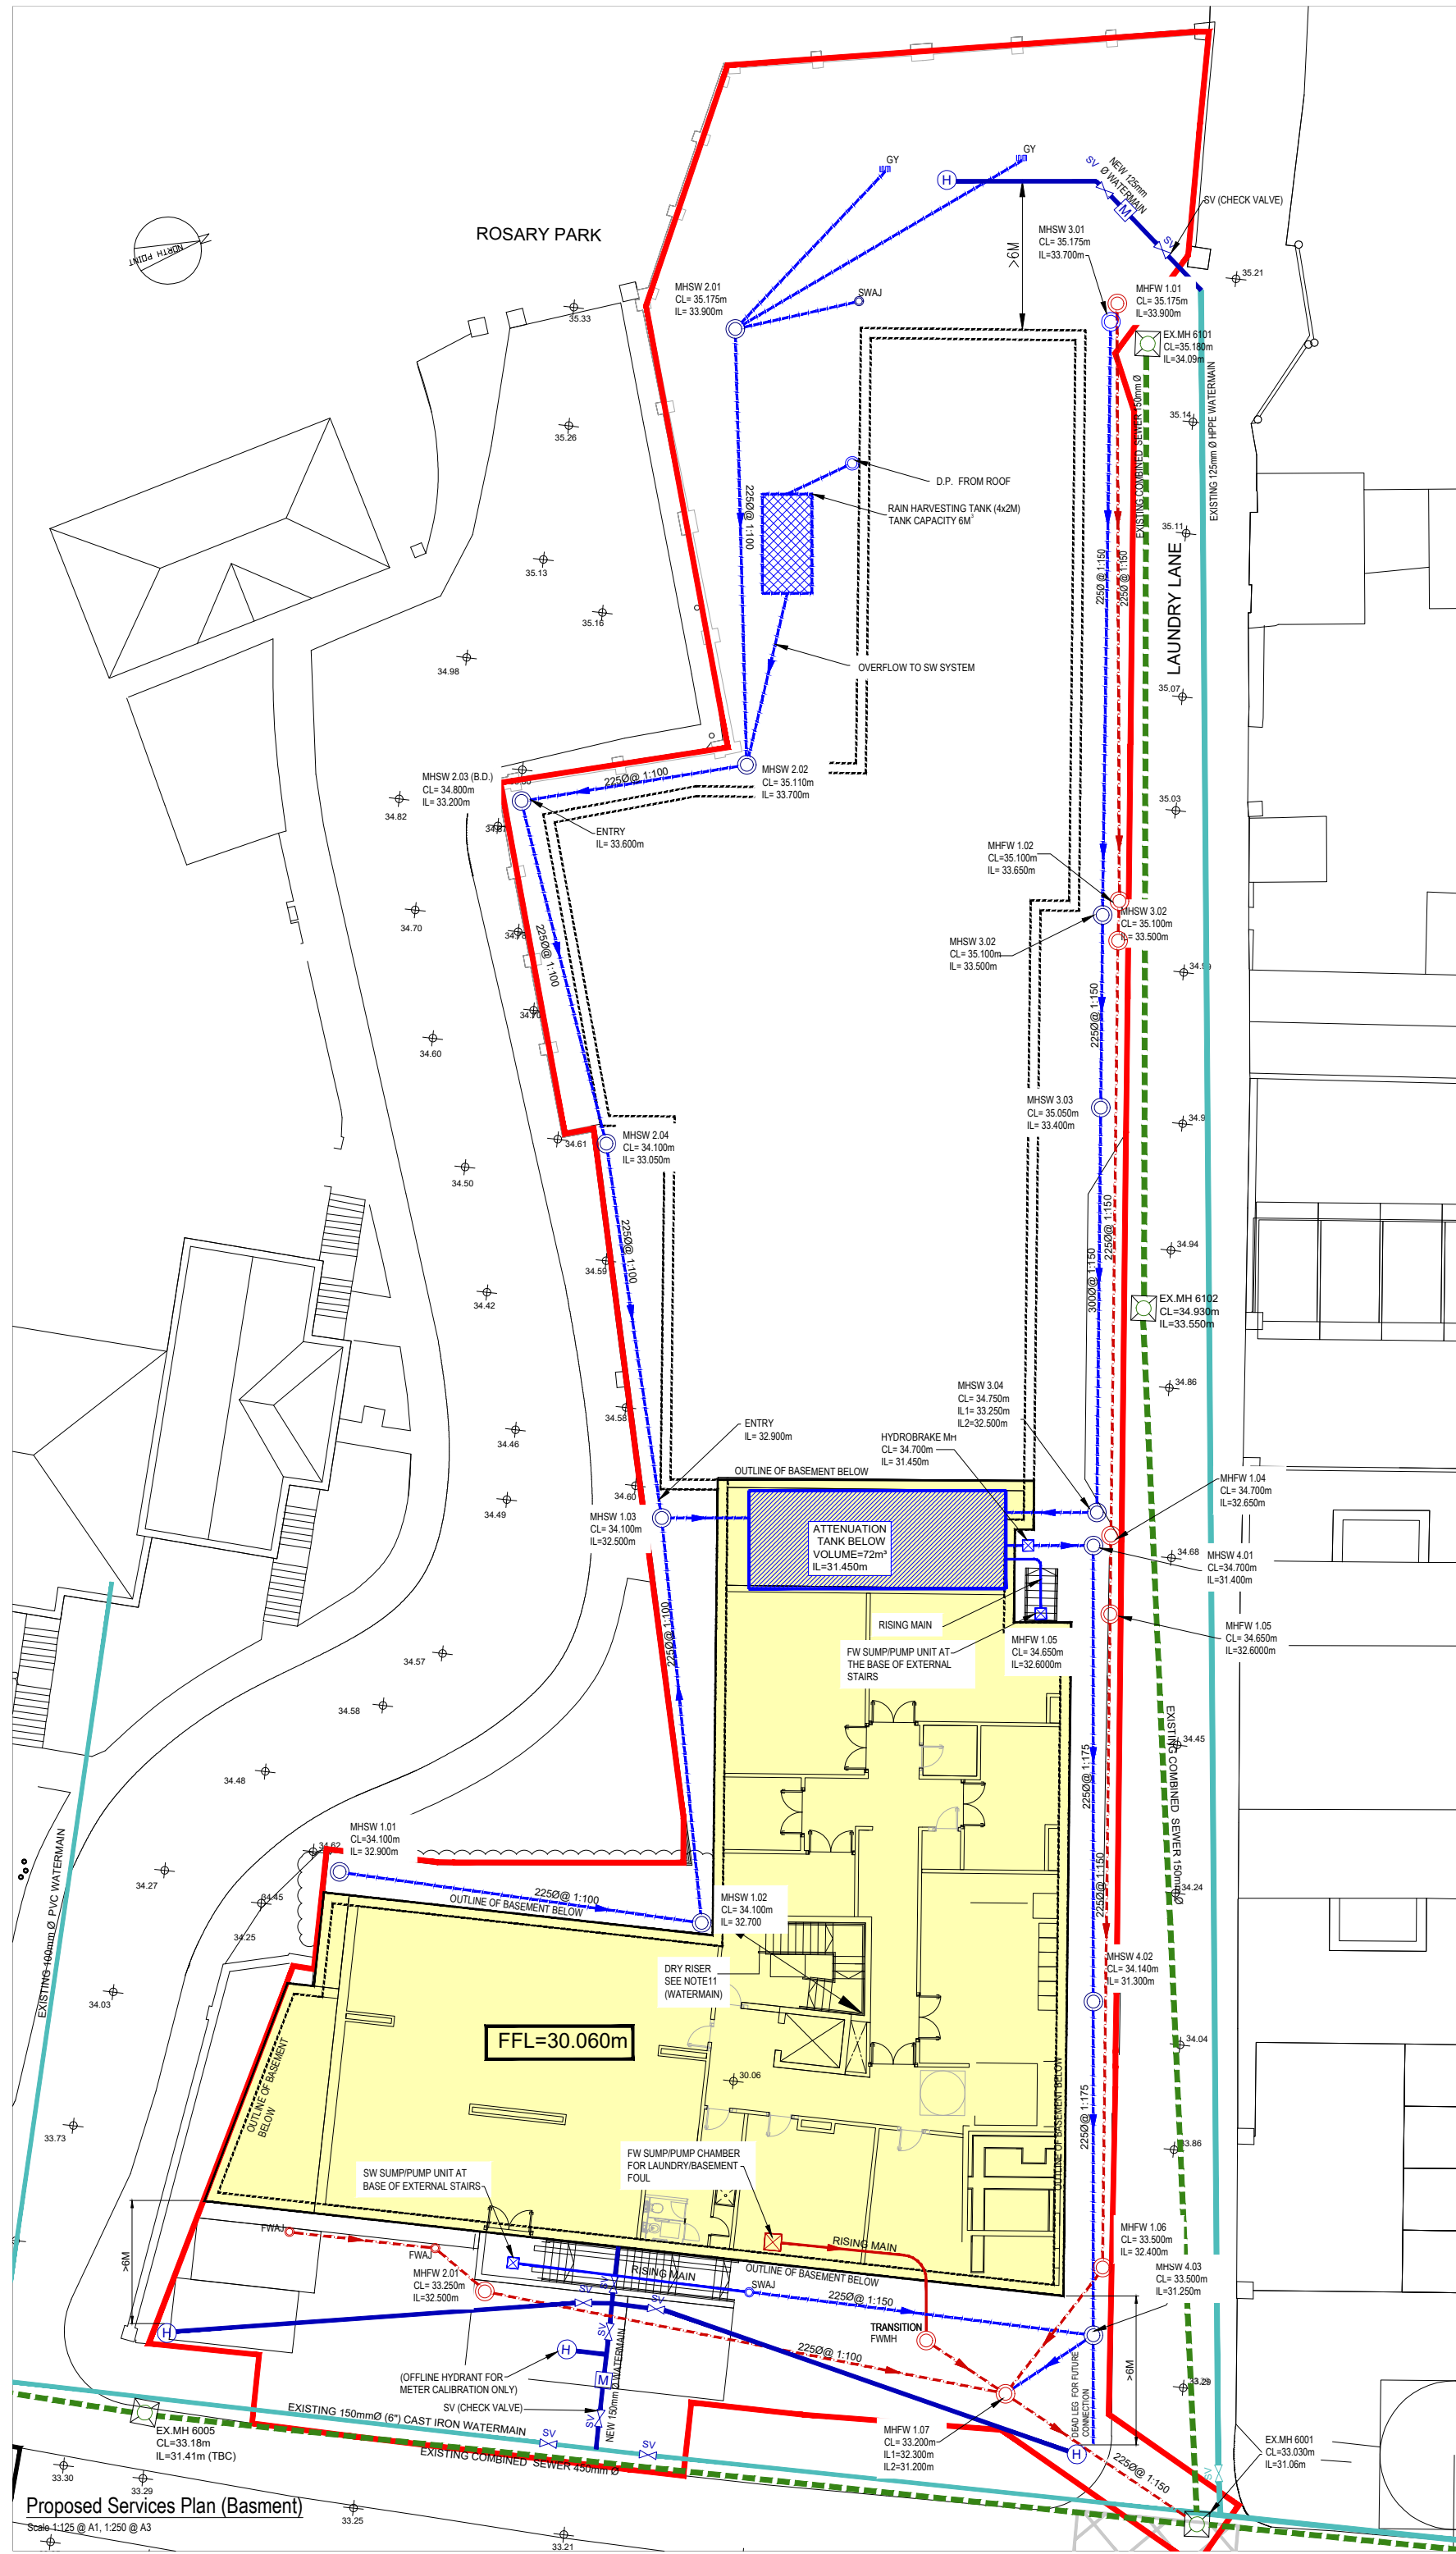 GY
GY
H
SV
NEW 125mm
Ø WATERMAIN
M
SV
SV (CHECK VALVE)
ROSARY PARK
NORTH POINT
N
>6M
MHSW 3.01
CL= 35.175m
IL=33.700m
35.21
MHSW 2.01
CL= 35.175m
IL= 33.900m
SWAJ
MHFW 1.01
CL= 35.175m
IL= 33.900m
35.33
EX.MH 6101
CL=35.180m
IL=34.09m
EXISTING COMBINED SEWER 150mm Ø
EXISTING 125mm Ø HPPE WATERMAIN
35.14
35.26
D.P. FROM ROOF
RAIN HARVESTING TANK (4x2M)
TANK CAPACITY 6M³
225Ø@ 1:100
35.11
35.13
225Ø @ 1:150
225Ø @ 1:150
LAUNDRY LANE
35.16
34.98
OVERFLOW TO SW SYSTEM
35.07
MHSW 2.03 (B.D.)
CL= 34.800m
IL= 33.200m
225Ø@ 1:100
MHSW 2.02
CL= 35.110m
IL= 33.700m
35.03
34.82
ENTRY
IL= 33.600m
MHFW 1.02
CL=35.100m
IL= 33.650m
34.70
MHSW 3.02
CL= 35.100m
IL= 33.500m
MHSW 3.02
CL= 35.100m
IL= 33.500m
225Ø@ 1:100
34.60
225Ø@ 1:150
MHSW 3.03
CL= 35.050m
IL= 33.400m
34.9
34.61
MHSW 2.04
CL= 34.100m
IL= 33.050m
34.50
225Ø@ 1:100
34.59
34.42
225Ø@ 1:150
300Ø@ 1:150
34.94
EX.MH 6102
CL=34.930m
IL=33.550m
34.86
MHSW 3.04
CL= 34.750m
IL1= 33.250m
IL2=32.500m
34.58
34.46
ENTRY
IL= 32.900m
HYDROBRAKE MH
CL= 34.700m
IL= 31.450m
OUTLINE OF BASEMENT BELOW
34.60
34.49
MHSW 1.03
CL= 34.100m
IL=32.500m
ATTENUATION
TANK BELOW
VOLUME=72m³
IL=31.450m
MHFW 1.04
CL= 34.700m
IL=32.650m
34.68
MHSW 4.01
CL=34.700m
IL=31.400m
225Ø@ 1:100
RISING MAIN
FW SUMP/PUMP UNIT AT
THE BASE OF EXTERNAL
STAIRS
MHFW 1.05
CL= 34.650m
IL=32.6000m
MHFW 1.05
CL= 34.650m
IL=32.6000m
34.57
34.58
34.48
34.45
EXISTING COMBINED SEWER 150mm Ø
225Ø@ 1:175
225Ø@ 1:150
34.24
MHSW 1.01
CL=34.100m
IL= 32.900m
34.62
34.27
34.45
34.25
225Ø@ 1:100
OUTLINE OF BASEMENT BELOW
MHSW 1.02
CL= 34.100m
IL= 32.700
EXISTING 100mm Ø PVC WATERMAIN
DRY RISER
SEE NOTE11
(WATERMAIN)
MHSW 4.02
CL= 34.140m
IL= 31.300m
34.03
FFL=30.060m
34.04
30.06
OUTLINE OF BASEMENT
BELOW
OUTLINE OF BASEMENT BELOW
225Ø@ 1:175
33.73
33.86
SW SUMP/PUMP UNIT AT
BASE OF EXTERNAL STAIRS
FW SUMP/PUMP CHAMBER
FOR LAUNDRY/BASEMENT
FOUL
FWAJ
FWAJ
RISING MAIN
OUTLINE OF BASEMENT BELOW
MHFW 1.06
CL= 33.500m
IL= 32.400m
>6M
MHFW 2.01
CL= 33.250m
IL=32.500m
RISING MAIN
SWAJ
225Ø@ 1:150
MHSW 4.03
CL= 33.500m
IL=31.250m
SV
SV
SV
SV
H
TRANSITION
FWMH
225Ø@ 1:100
H
(OFFLINE HYDRANT FOR
METER CALIBRATION ONLY)
M
NEW 150mm Ø WATERMAIN
SV (CHECK VALVE)
SV
>6M
DEAD LEG FOR FUTURE
CONNECTION
33.29
EXISTING 150mmØ (6") CAST IRON WATERMAIN
SV
SV
EX.MH 6005
CL=33.18m
IL=31.41m (TBC)
EXISTING COMBINED SEWER 450mm Ø
MHFW 1.07
CL= 33.200m
IL1=32.300m
IL2=31.200m
H
225Ø@ 1:150
EX.MH 6001
CL=33.030m
IL=31.06m
SV
33.30
33.29
Proposed Services Plan (Basment)
Scale 1:125 @ A1, 1:250 @ A3
33.25
33.21